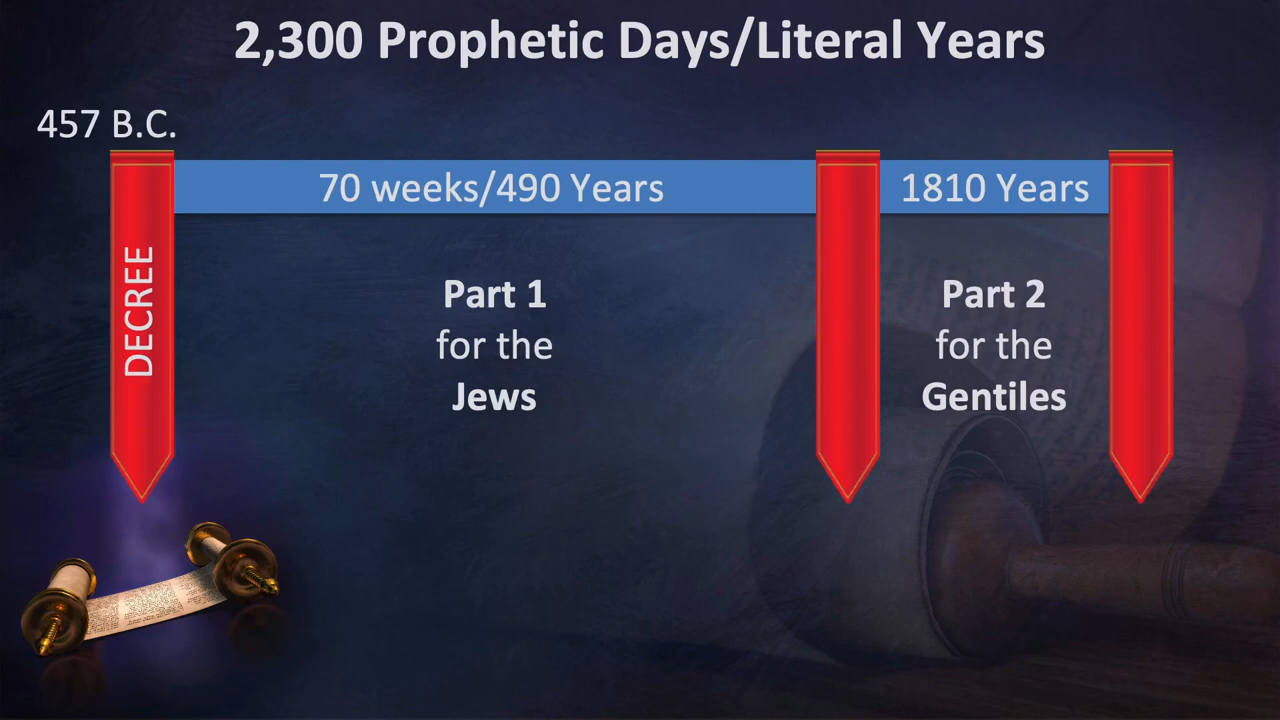 2,300 Prophetic Days/Literal Years
457 B.C.
70 weeks/490 Years
1810 Years
DECREE
Part 1
for the
Jews
Part 2
for the
Gentiles